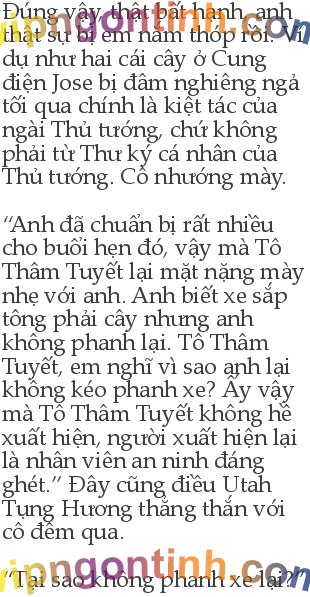 Đúng vậy, thật bất hạnh, anh
thật sự bị em nắm thóp rồi. Ví
dụ như hai cái cây ở Cung
điện Jose bị đâm nghiêng ngả
tối qua chính là kiệt tác của
ngài Thủ tướng, chứ không
phải từ Thư ký cá nhân của
Thủ tướng. Cô nhướng mày.
“Anh đã chuẩn bị rất nhiều
cho buổi hẹn đó, vậy mà Tô
Thâm Tuyết lại mặt nặng mày
nhẹ với anh. Anh biết xe sắp
tông phải cây nhưng anh
không phanh lại. Tô Thâm
Tuyết, em nghĩ vì sao anh lại
không kéo phanh xe? Ấy vậy
mà Tô Thâm Tuyết không hề
xuất hiện, người xuất hiện lại
là nhân viên an ninh đáng
ghét.” Đây cũng điều Utah
Tụng Hương thẳng thắn với
cô đêm qua.
“Tại sao không phanh xe lại?”
vipngontinh.com
vipngontinh.com